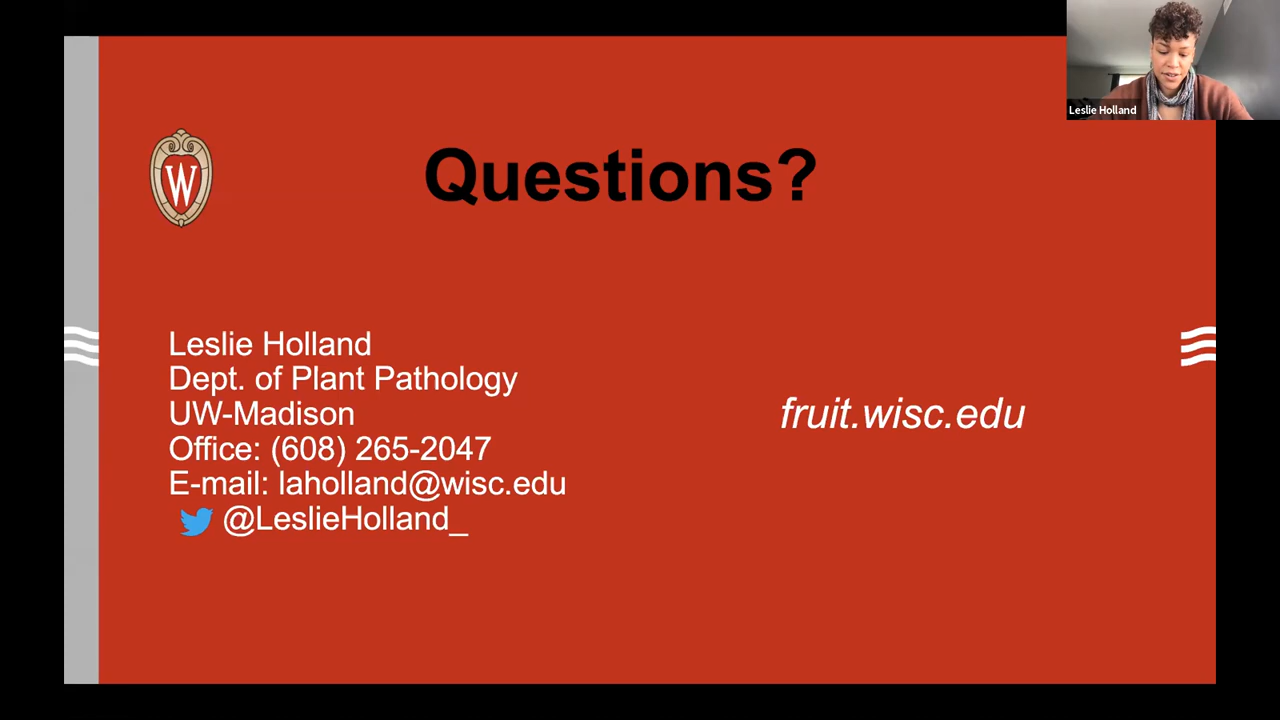 Leslie Holland
W
Questions?
Leslie Holland
Dept. of Plant Pathology
UW-Madison
Office: (608) 265-2047
E-mail: laholland@wisc.edu
@LeslieHolland_
fruit.wisc.edu